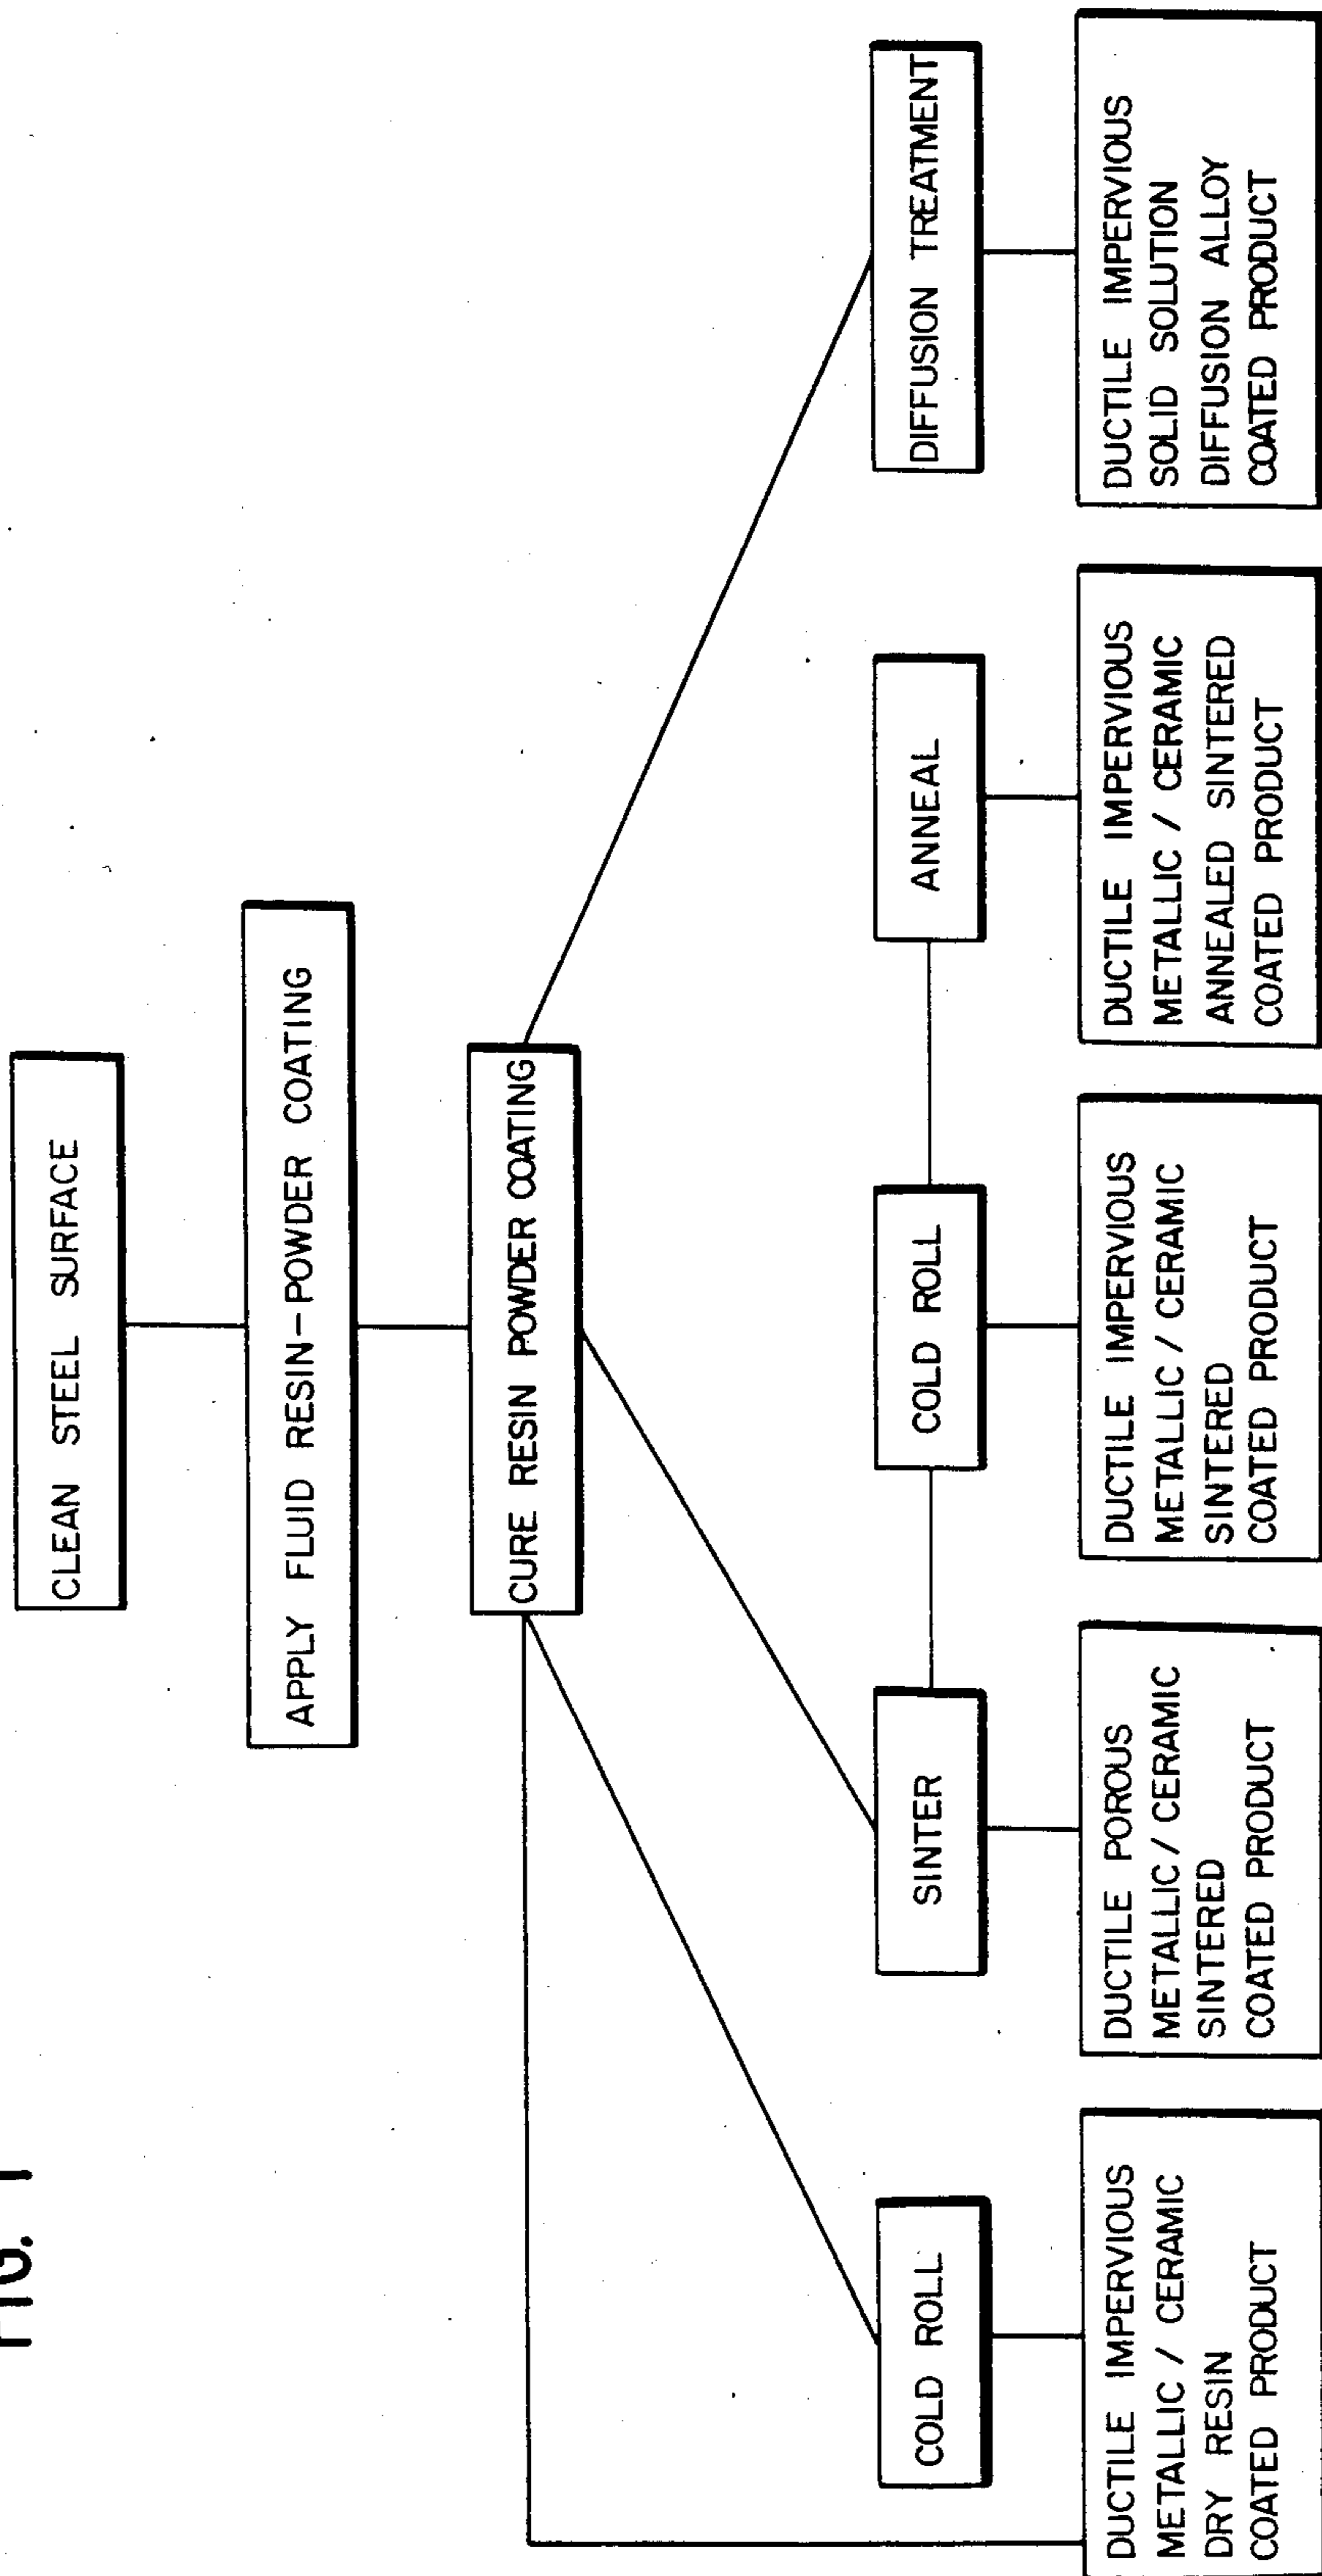 FIG. 1
CLEAN STEEL SURFACE
APPLY FLUID RESIN-POWDER COATING
CURE RESIN POWDER COATING
COLD ROLL
SINTER
COLD ROLL
ANNEAL
DIFFUSION TREATMENT
DUCTILE IMPERVIOUS
METALLIC / CERAMIC
DRY RESIN
COATED PRODUCT
DUCTILE POROUS
METALLIC / CERAMIC
SINTERED
COATED PRODUCT
DUCTILE IMPERVIOUS
METALLIC / CERAMIC
SINTERED
COATED PRODUCT
DUCTILE IMPERVIOUS
METALLIC / CERAMIC
ANNEALED SINTERED
COATED PRODUCT
DUCTILE IMPERVIOUS
SOLID SOLUTION
DIFFUSION ALLOY
COATED PRODUCT